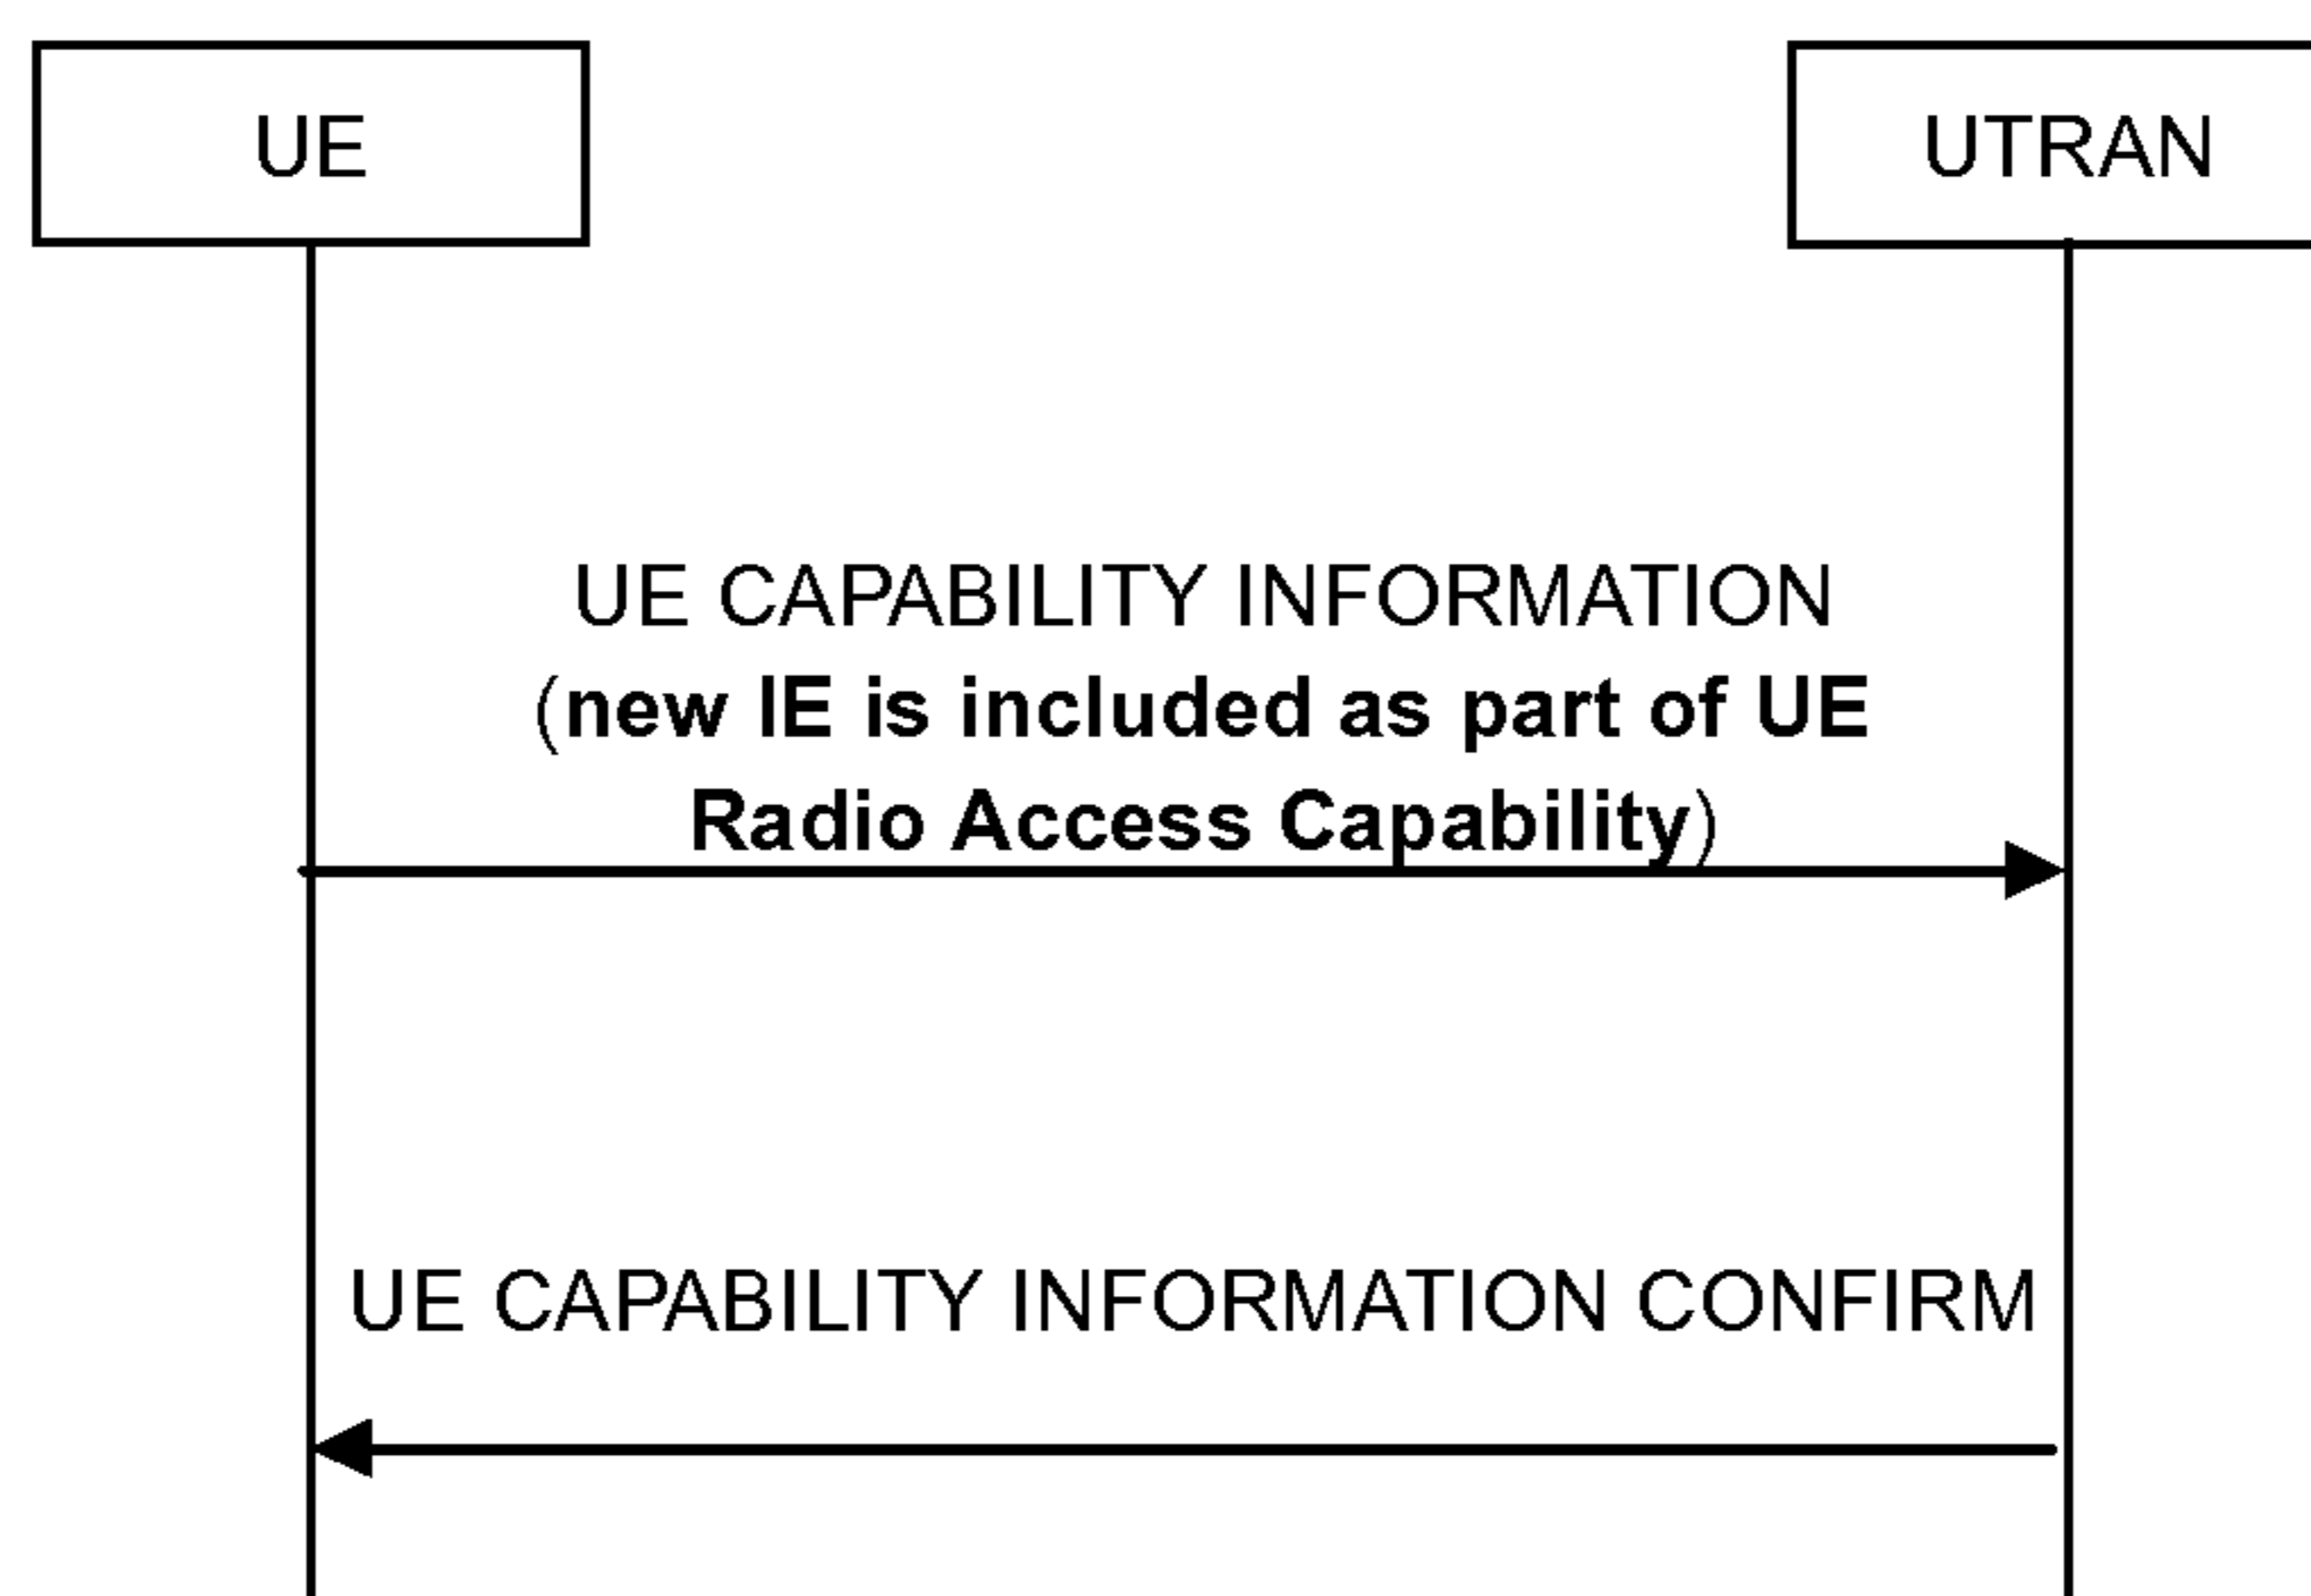 UE
UTRAN
UE CAPABILITY INFORMATION
(new IE is included as part of UE
Radio Access Capability)
UE CAPABILITY INFORMATION CONFIRM